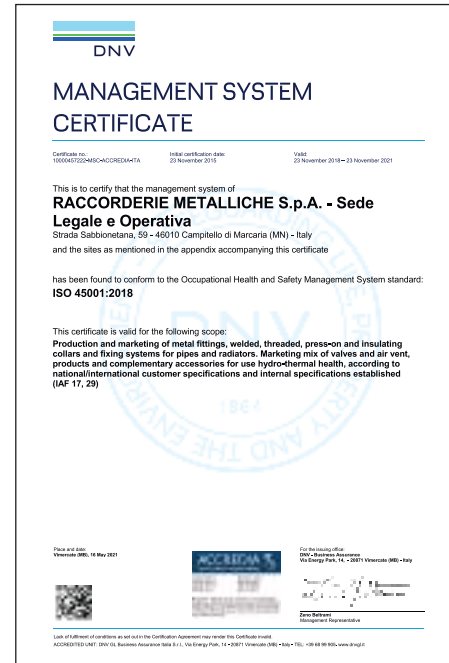 DNV
MANAGEMENT SYSTEM
CERTIFICATE
Certificate no.:
10000457222-MSC-ACCREDIA-ITA
Initial certification date:
23 November 2015
Valid:
23 November 2018 – 23 November 2021
This is to certify that the management system of
RACCORDERIE METALLICHE S.p.A. - Sede
Legale e Operativa
Strada Sabbionetana, 59 - 46010 Campitello di Marcaria (MN) - Italy
and the sites as mentioned in the appendix accompanying this certificate
has been found to conform to the Occupational Health and Safety Management System standard:
ISO 45001:2018
This certificate is valid for the following scope:
Production and marketing of metal fittings, welded, threaded, press-on and insulating
collars and fixing systems for pipes and radiators. Marketing mix of valves and air vent,
products and complementary accessories for use hydro-thermal health, according to
national/international customer specifications and internal specifications established
(IAF 17, 29)
DNV
1864
Place and date:
Vimercate (MB), 16 May 2021
ACCREDIA
For the issuing office:
DNV - Business Assurance
Via Energy Park, 14, - 20871 Vimercate (MB) - Italy
Zeno Beltrami
Management Representative
Lack of fulfilment of conditions as set out in the Certification Agreement may render this Certificate invalid.
ACCREDITED UNIT: DNV GL Business Assurance Italia S.r.l., Via Energy Park, 14 - 20871 Vimercate (MB) - Italy - TEL: +39 68 99 905. www.dnvgl.it